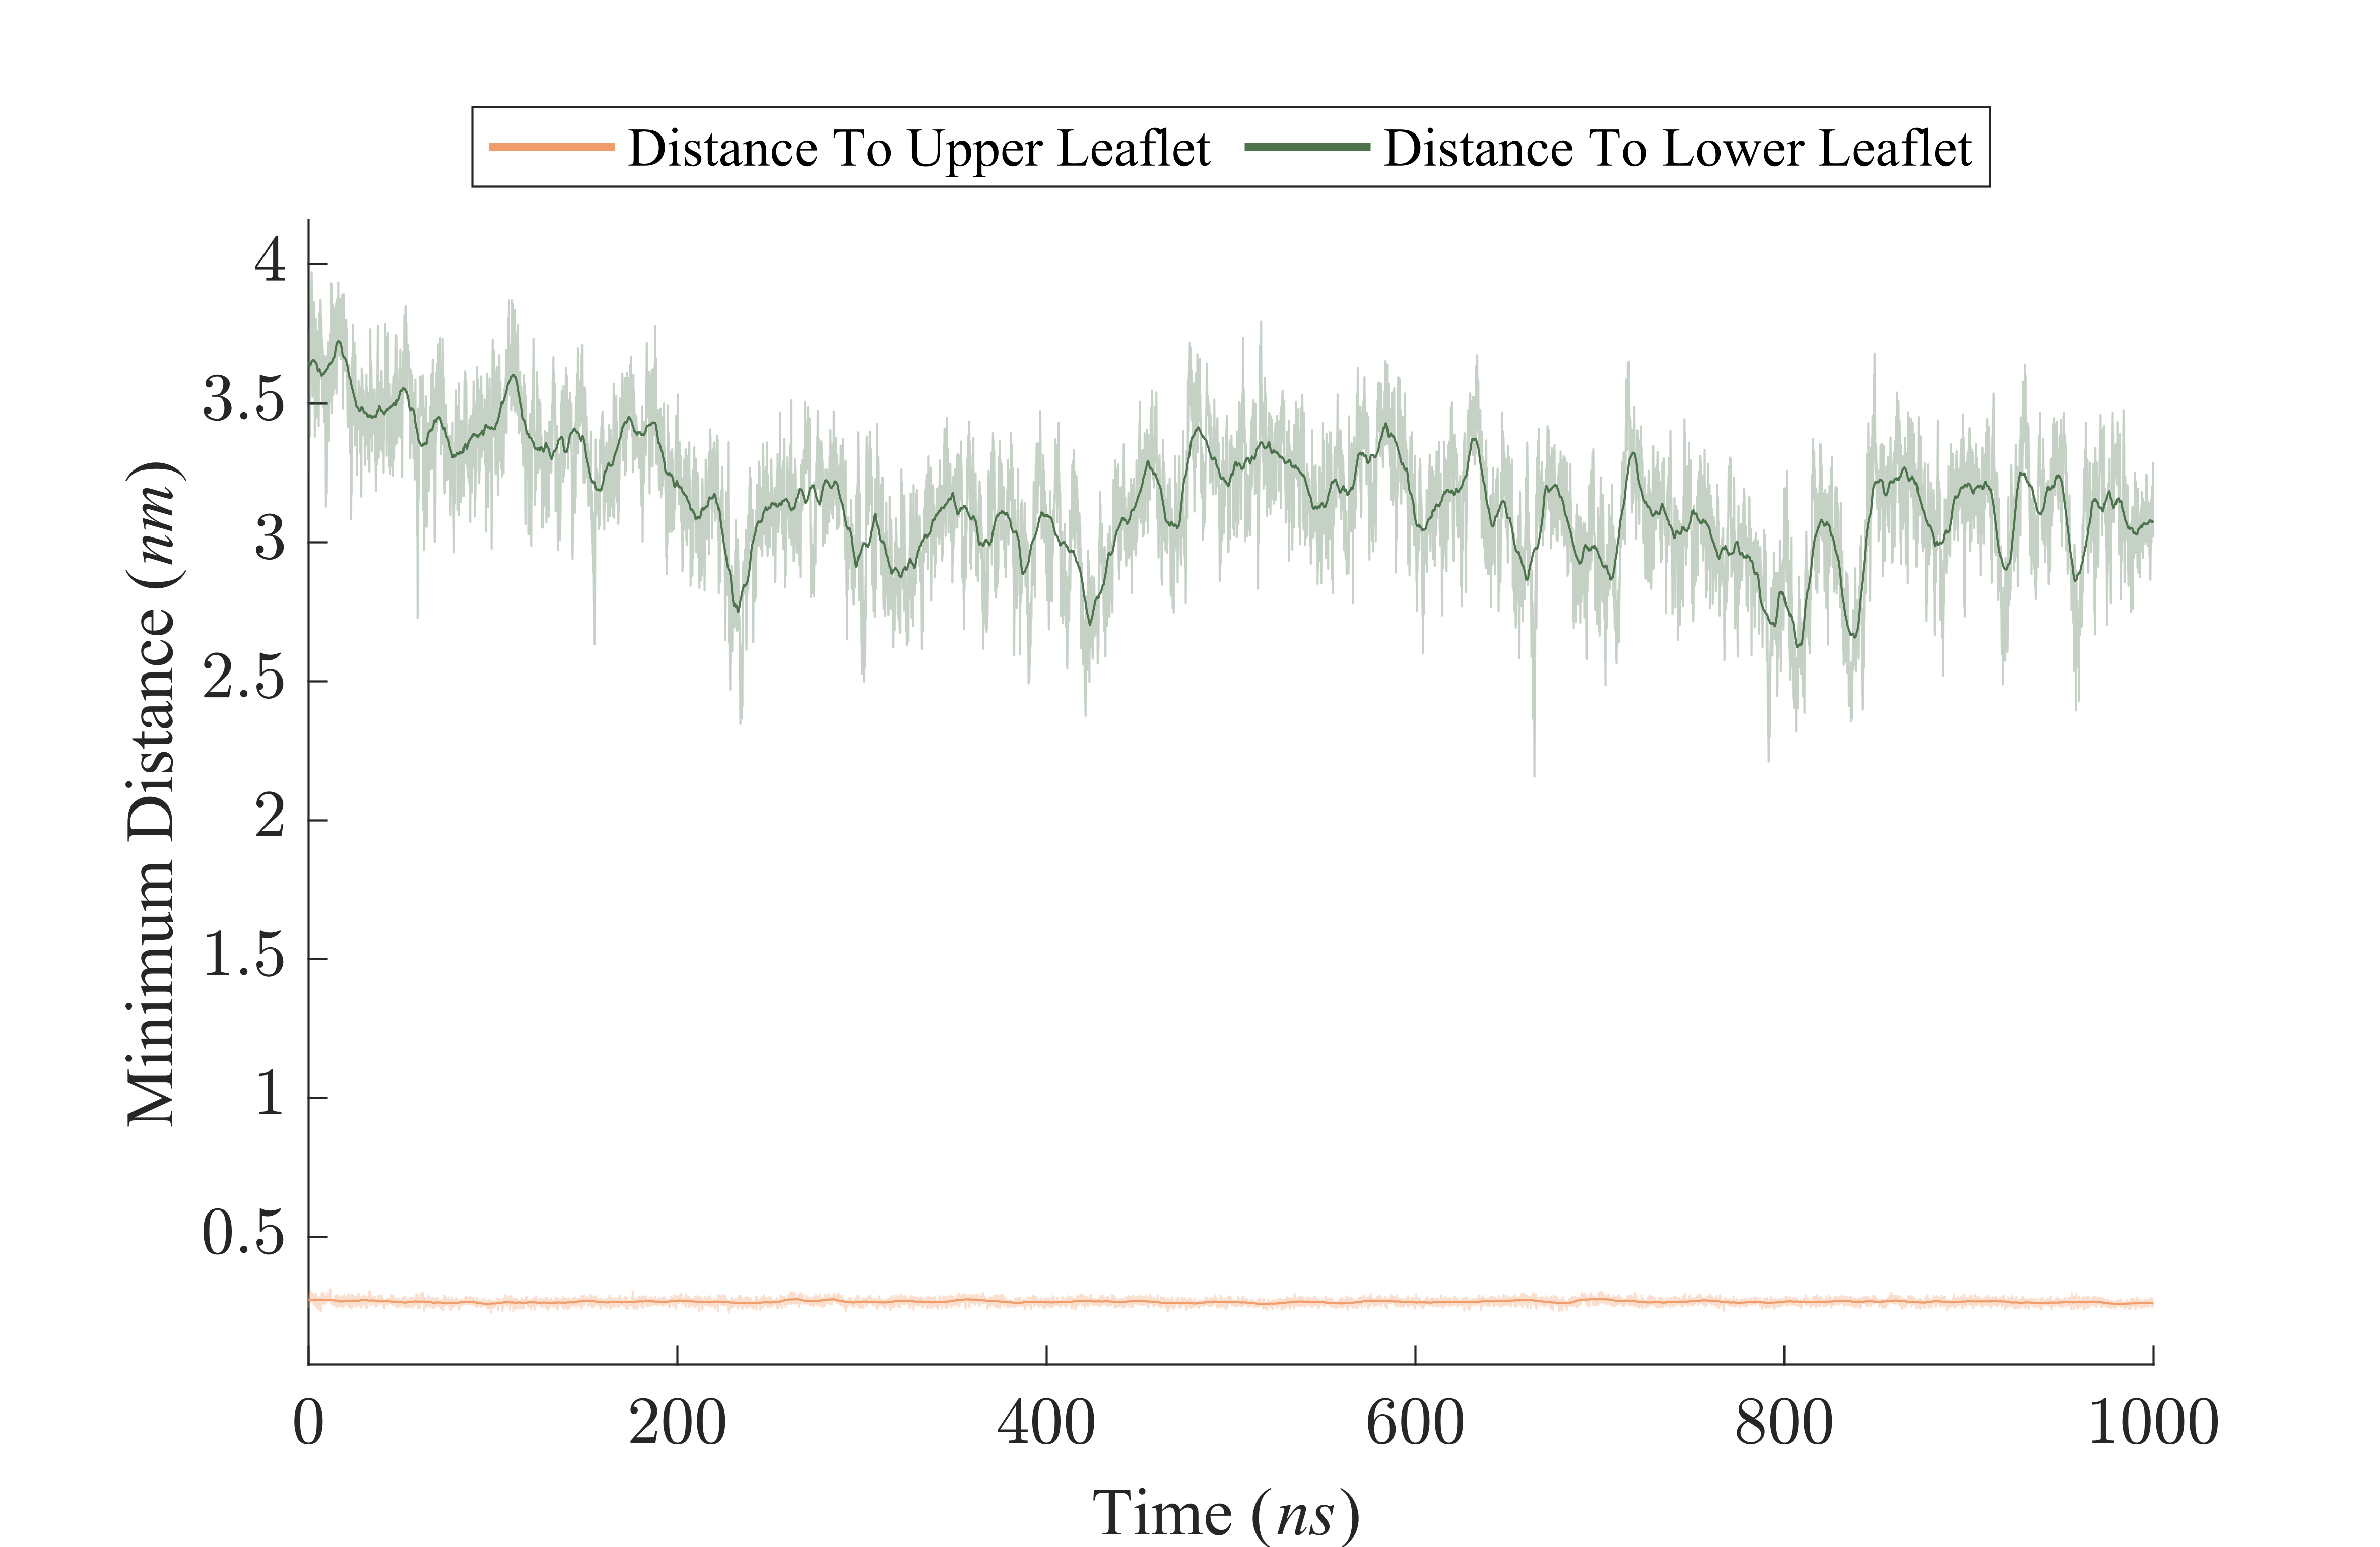 Distance To Upper Leaflet Distance To Lower Leaflet
Minimum Distance (nm)
4
3.5
3
2.5
2
1.5
1
0.5
0 200 400 600 800 1000
Time (ns)